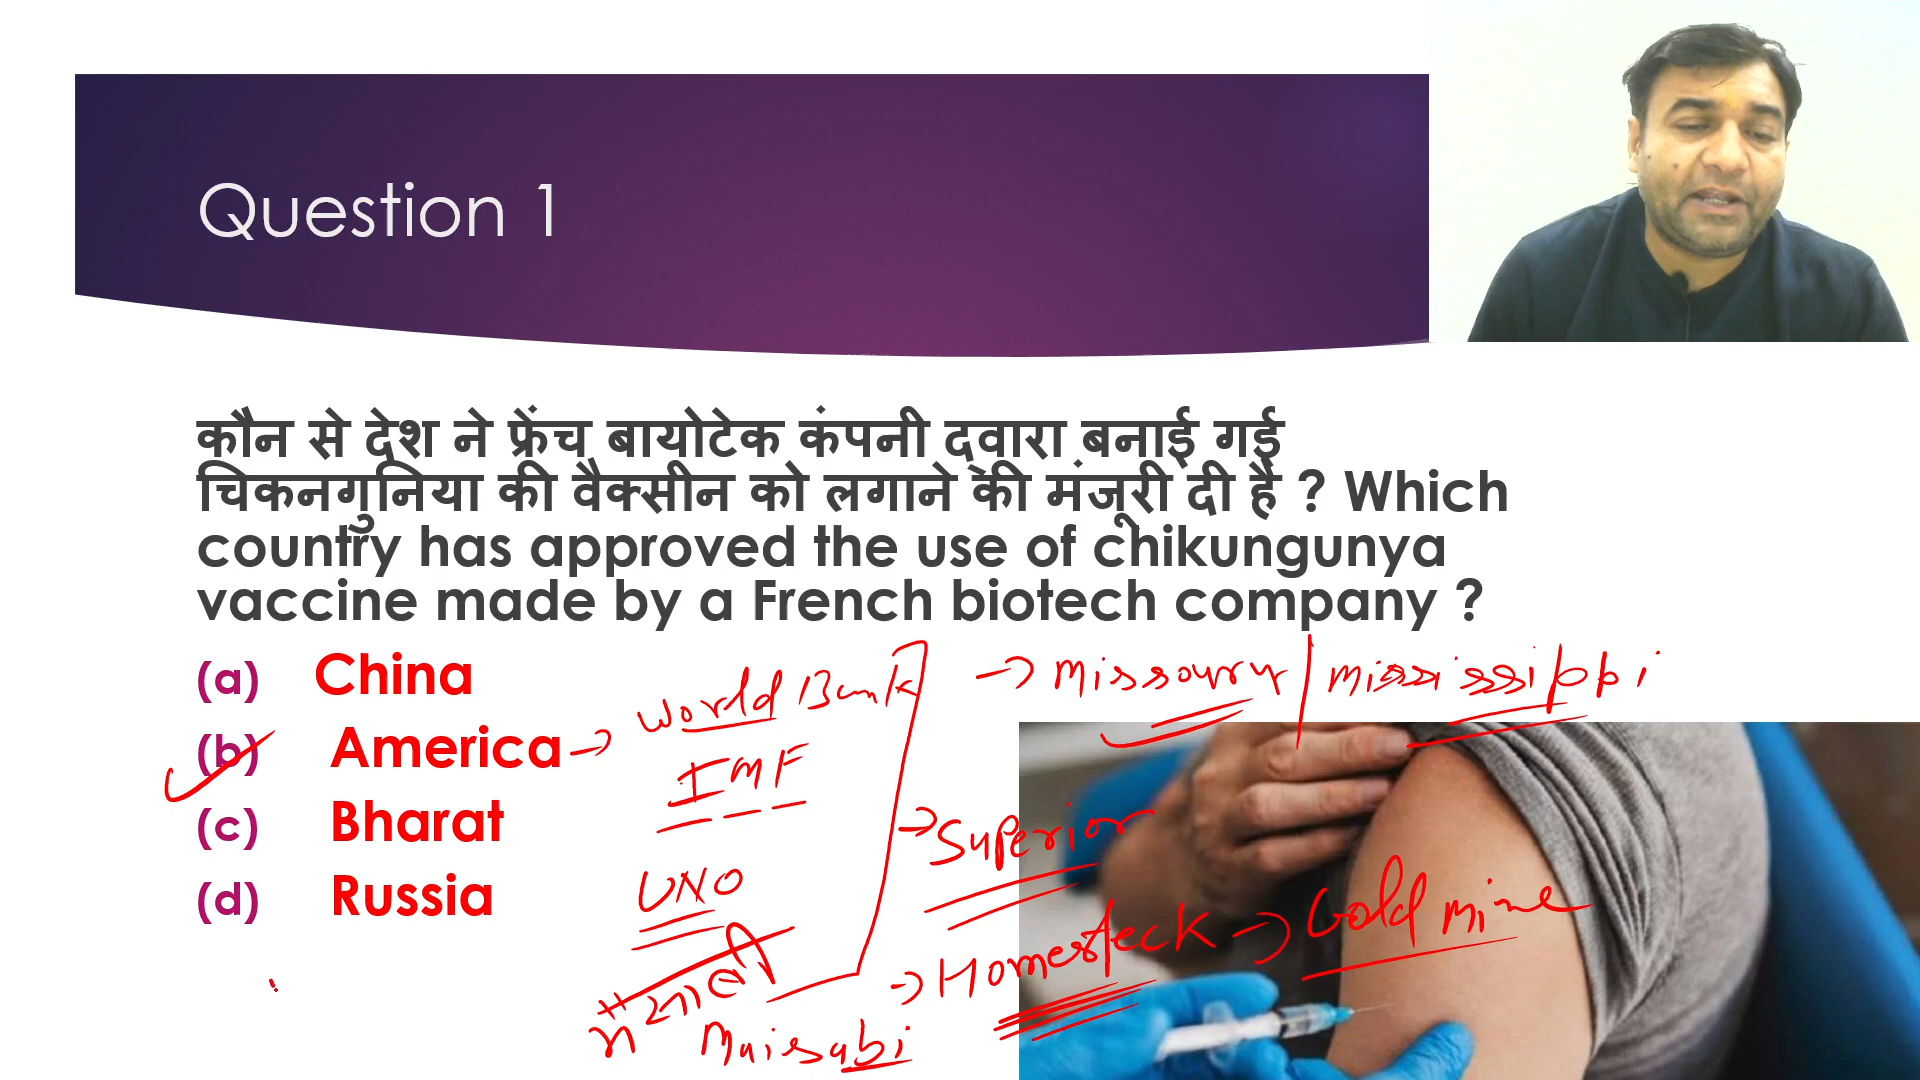 Question 1
कौन से देश ने फ्रेंच बायोटेक कंपनी द्वारा बनाई गई
चिकनगुनिया की वैक्सीन को लगाने की मंजूरी दी है ? Which
country has approved the use of chikungunya
vaccine made by a French biotech company ?
(a) China
(b) America → World Bank
IMF
(c) Bharat
(d) Russia
UNO
मेसाबी
Maisabi
→ Missoury / Mississippi
→ Superior
→ Homesteck → Gold mine